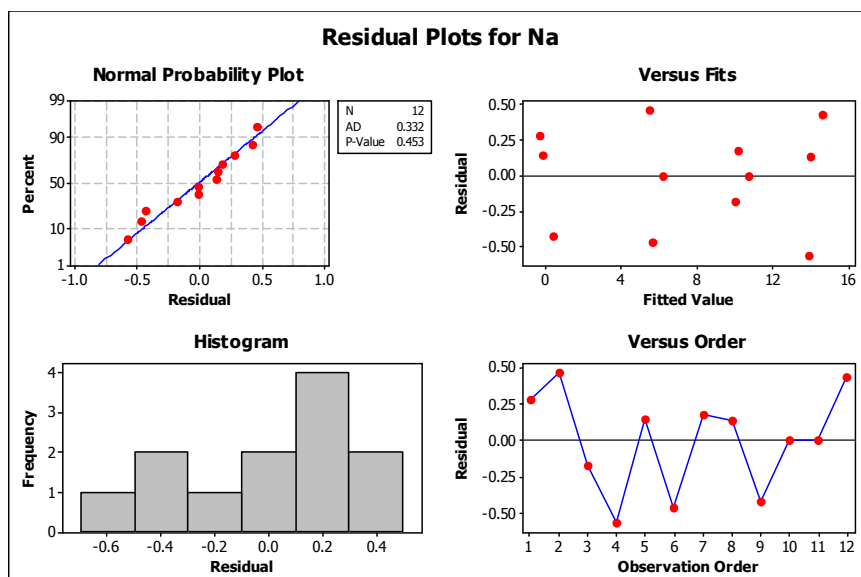 Residual Plots for Na
Normal Probability Plot
99
90
50
10
1
Percent
-1.0 -0.5 0.0 0.5 1.0
Residual
N 12
AD 0.332
P-Value 0.453
Versus Fits
0.50
0.25
0.00
-0.25
-0.50
Residual
0 4 8 12 16
Fitted Value
Histogram
4
3
2
1
0
Frequency
-0.6 -0.4 -0.2 0.0 0.2 0.4
Residual
Versus Order
0.50
0.25
0.00
-0.25
-0.50
Residual
1 2 3 4 5 6 7 8 9 10 11 12
Observation Order